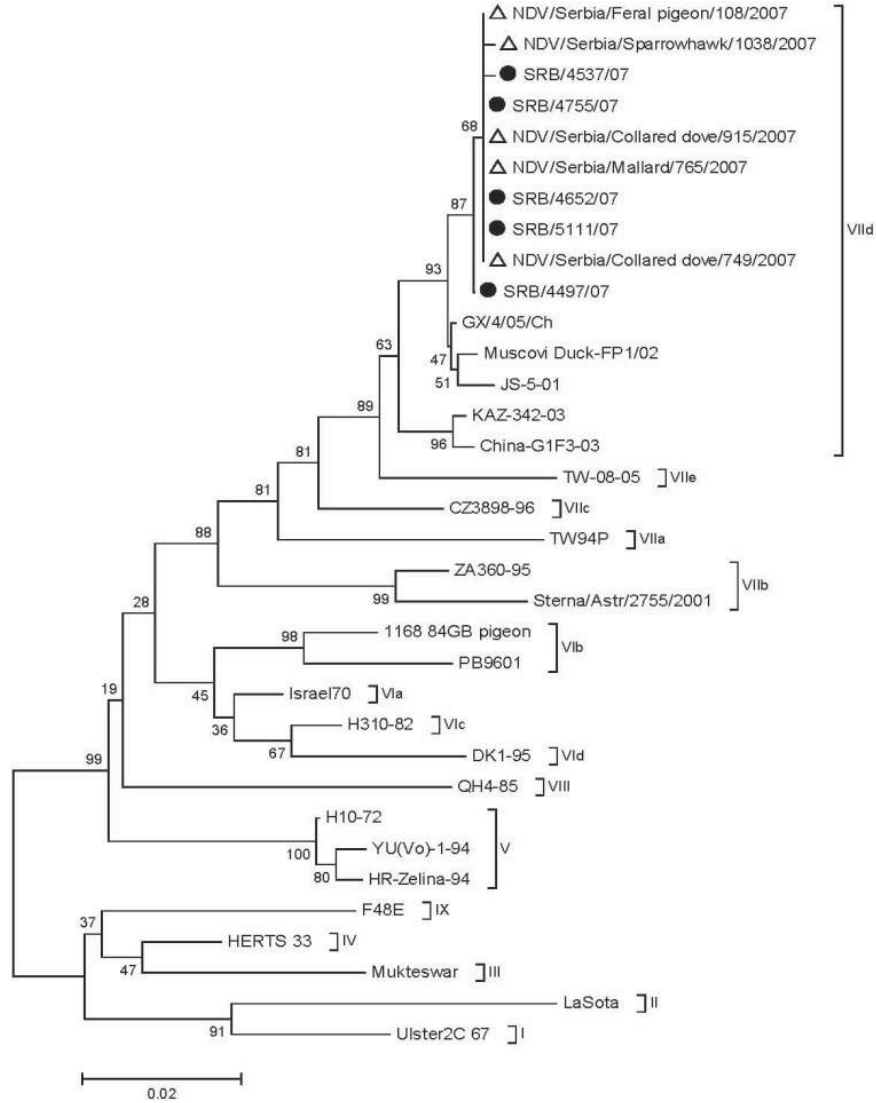 NDV/Serbia/Feral pigeon/108/2007
NDV/Serbia/Sparrowhawk/1038/2007
SRB/4537/07
SRB/4755/07
68
NDV/Serbia/Collared dove/915/2007
NDV/Serbia/Mallard/765/2007
SRB/4652/07
87
SRB/5111/07
VIId
NDV/Serbia/Collared dove/749/2007
93
SRB/4497/07
GX/4/05/Ch
63
47
Muscovi Duck-FP1/02
51
JS-5-01
89
KAZ-342-03
96
China-G1F3-03
81
TW-08-05
VIIe
81
CZ3898-96
VIIc
88
TW94P
VIIa
ZA360-95
VIIb
99
Sterna/Astr/2755/2001
28
98
1168 84GB pigeon
VIb
PB9601
19
45
Israel70
VIa
36
H310-82
VIc
67
DK1-95
VId
99
QH4-85
VIII
H10-72
100
YU(Vo)-1-94
V
80
HR-Zelina-94
37
F48E
IX
HERTS 33
IV
47
Mukteswar
III
LaSota
II
91
Ulster2C 67
I
0.02